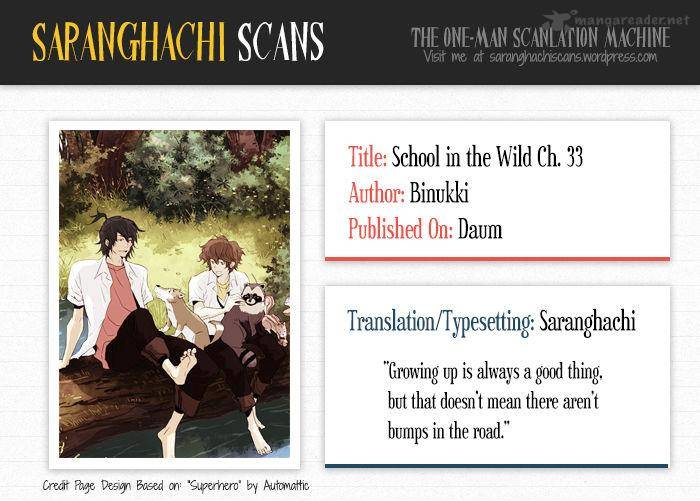 SARANGHACHI SCANS
mangareader.net
THE ONE-MAN SCANLATION MACHINE
Visit me at saranghachiscans.wordpress.com
Title: School in the Wild Ch. 33
Author: Binukki
Published On: Daum
Translation/Typesetting: Saranghachi
"Growing up is always a good thing,
but that doesn't mean there aren't
bumps in the road."
Credit Page Design Based on: "Superhero" by Automattic